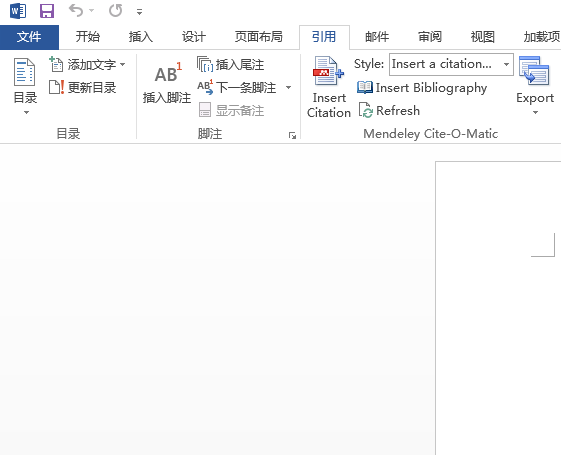 文件 开始 插入 设计 页面布局 引用 邮件 审阅 视图 加载项
目录
添加文字
更新目录
目录
AB1
插入脚注
插入尾注
AB1 下一条脚注
显示备注
脚注
Insert
Citation
Style: Insert a citation...
Insert Bibliography
Refresh
Export
Mendeley Cite-O-Matic